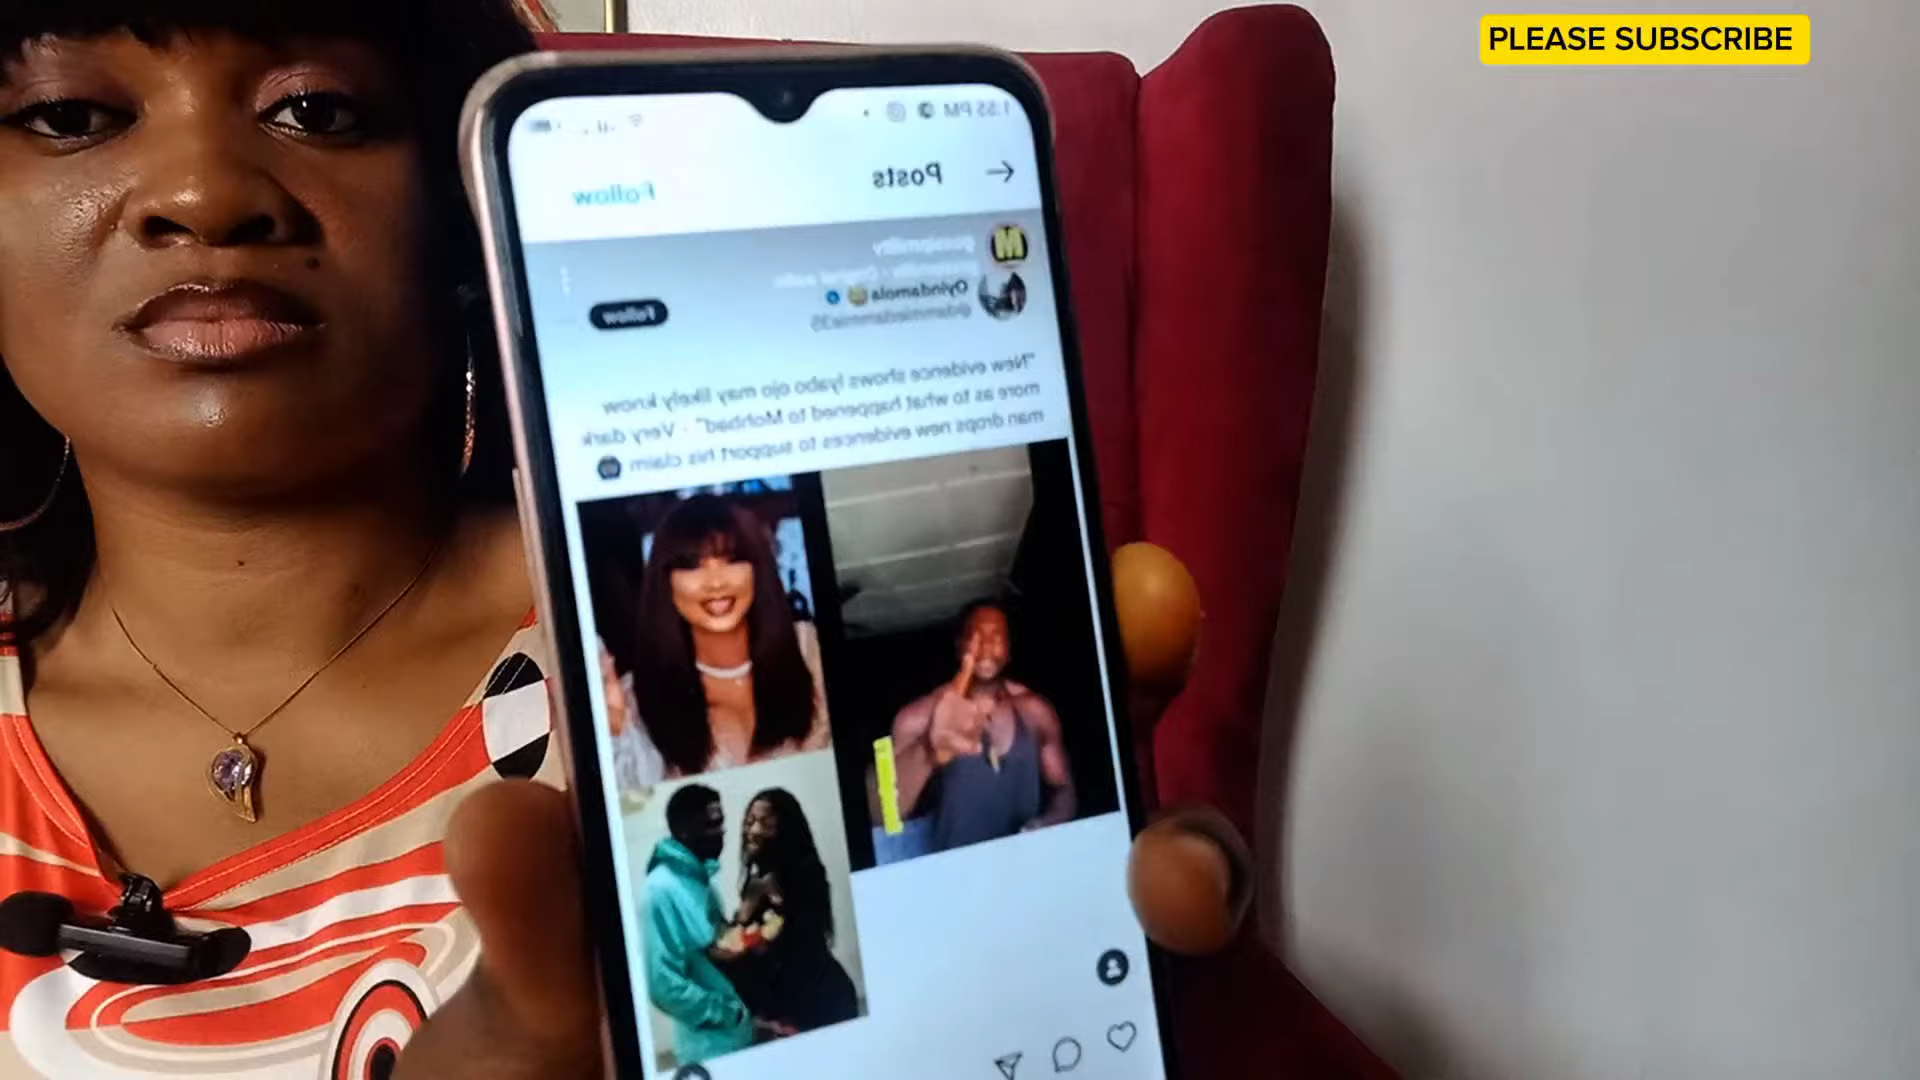 PLEASE SUBSCRIBE
1:55 PM
Posts
Follow
M
gossipmilltv
Oyindamola
Follow
"New evidence shows Iyabo ojo may likely know
more as to what happened to Mohbad" - Very dark
man drops new evidences to support his claim